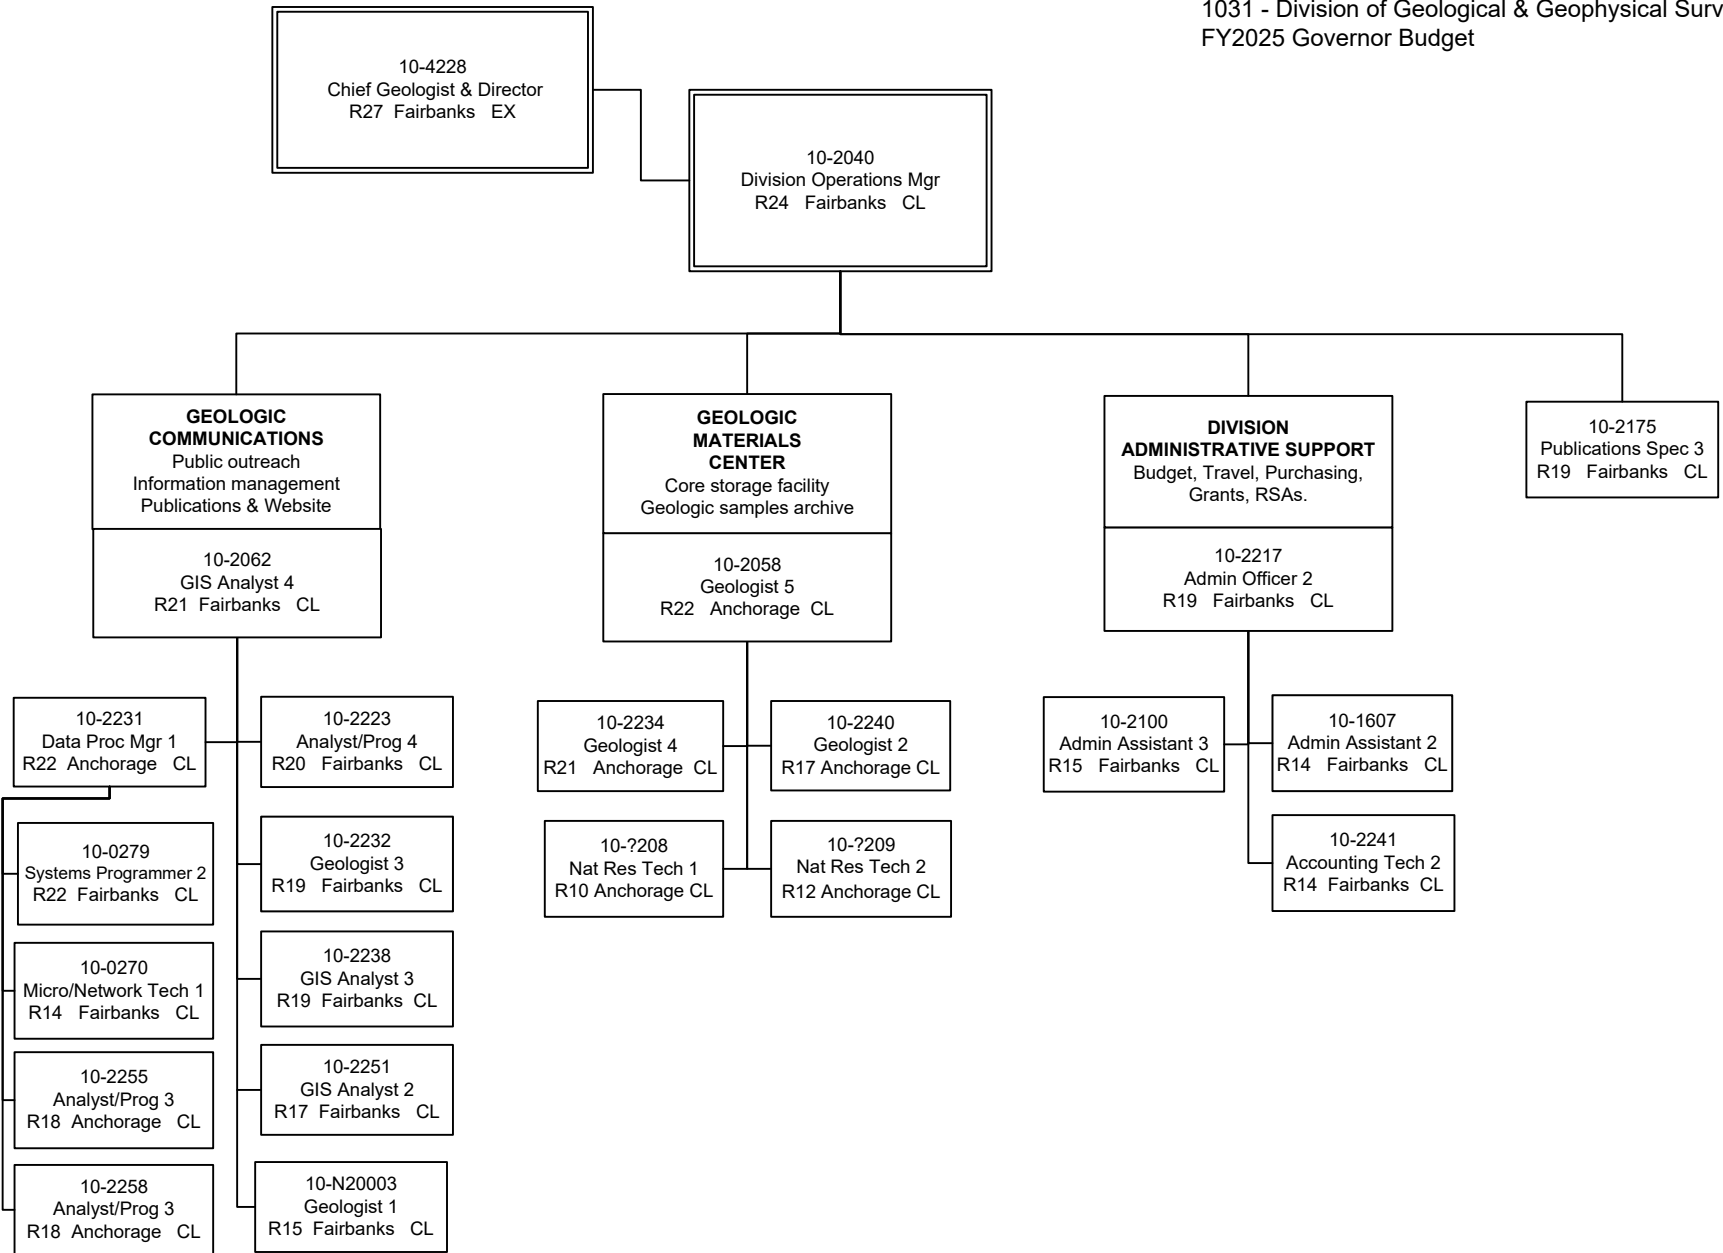 1031 - Division of Geological & Geophysical
FY2025 Governor Budget
10-4228
Chief Geologist & Director
R27 Fairbanks EX
10-2040
Division Operations Mgr
R24 Fairbanks CL
GEOLOGIC
COMMUNICATIONS
Public outreach
Information management
Publications & Website
10-2062
GIS Analyst 4
R21 Fairbanks CL
GEOLOGIC
MATERIALS
CENTER
Core storage facility
Geologic samples archive
10-2058
Geologist 5
R22 Anchorage CL
DIVISION
ADMINISTRATIVE SUPPORT
Budget, Travel, Purchasing,
Grants, RSAs.
10-2217
Admin Officer 2
R19 Fairbanks CL
10-2175
Publications Spec 3
R19 Fairbanks CL
10-2231
Data Proc Mgr 1
R22 Anchorage CL
10-2223
Analyst/Prog 4
R20 Fairbanks CL
10-0279
Systems Programmer 2
R22 Fairbanks CL
10-2232
Geologist 3
R19 Fairbanks CL
10-0270
Micro/Network Tech 1
R14 Fairbanks CL
10-2238
GIS Analyst 3
R19 Fairbanks CL
10-2255
Analyst/Prog 3
R18 Anchorage CL
10-2251
GIS Analyst 2
R17 Fairbanks CL
10-2258
Analyst/Prog 3
R18 Anchorage CL
10-N20003
Geologist 1
R15 Fairbanks CL
10-2234
Geologist 4
R21 Anchorage CL
10-2240
Geologist 2
R17 Anchorage CL
10-?208
Nat Res Tech 1
R10 Anchorage CL
10-?209
Nat Res Tech 2
R12 Anchorage CL
10-2100
Admin Assistant 3
R15 Fairbanks CL
10-1607
Admin Assistant 2
R14 Fairbanks CL
10-2241
Accounting Tech 2
R14 Fairbanks CL